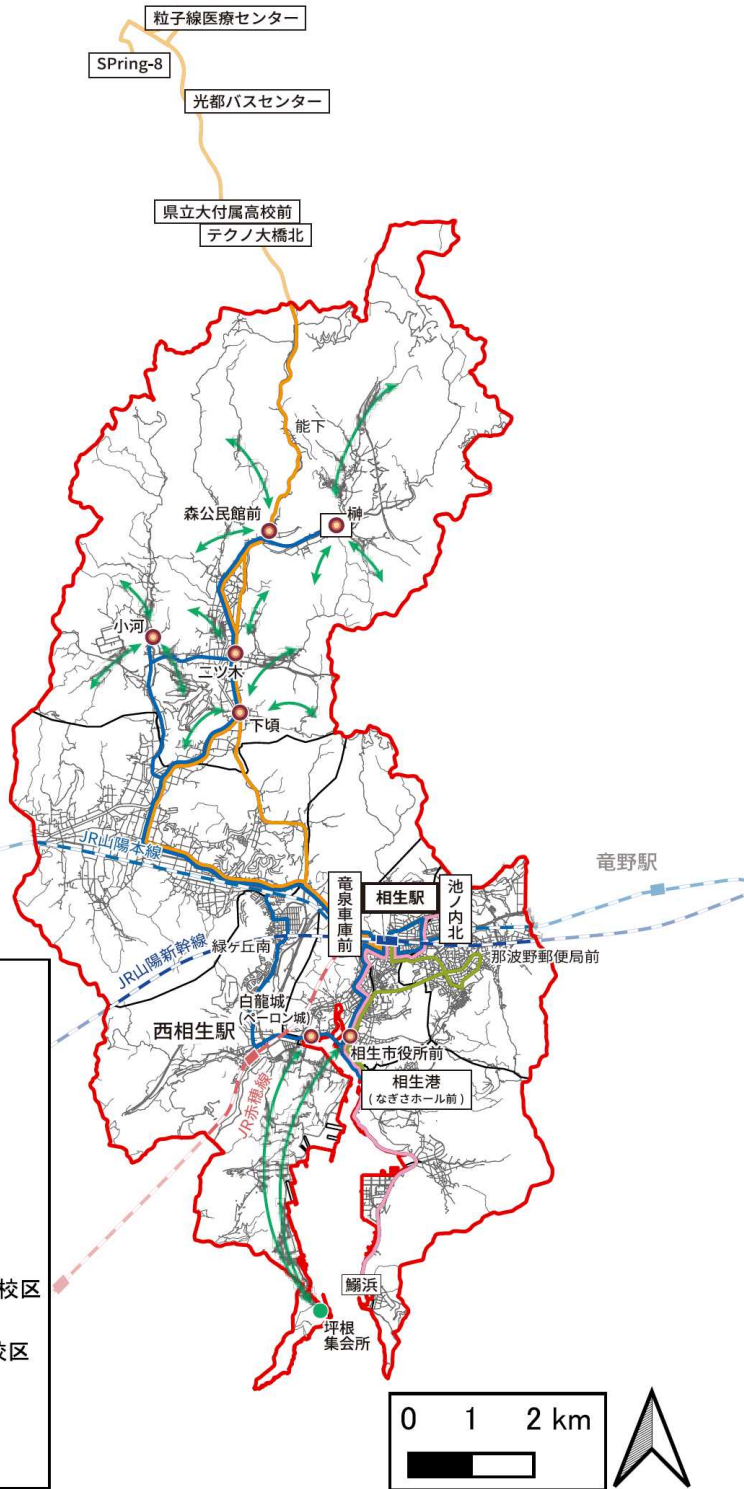 粒子線医療センター
SPring-8
光都バスセンター
県立大付属高校前
テクノ大橋北
能下
森公民館前
榊
小河
二ツ木
下頃
JR山陽本線
竜野駅
竜泉車庫前
相生駅
池ノ内北
緑ヶ丘南
JR山陽新幹線
那波野郵便局前
白龍城
(ペーロン城)
西相生駅
相生市役所前
相生港
(なぎさホール前)
JR赤穂線
校区
鰯浜
校区
坪根
集会所
0 1 2 km